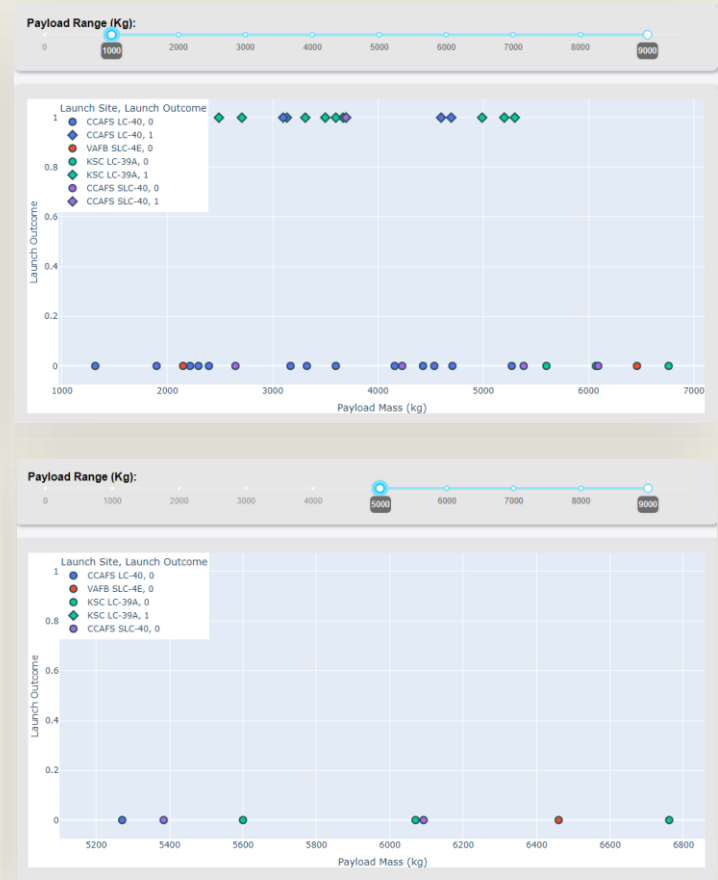 Payload Range (Kg):
0 1000 2000 3000 4000 5000 6000 7000 8000 9000
Launch Site, Launch Outcome
CCAFS LC-40, 0
CCAFS LC-40, 1
VAFB SLC-4E, 0
KSC LC-39A, 0
KSC LC-39A, 1
CCAFS SLC-40, 0
CCAFS SLC-40, 1
1
0.8
0.6
0.4
0.2
0
Launch Outcome
1000 2000 3000 4000 5000 6000 7000
Payload Mass (kg)
Payload Range (Kg):
0 1000 2000 3000 4000 5000 6000 7000 8000 9000
Launch Site, Launch Outcome
CCAFS LC-40, 0
VAFB SLC-4E, 0
KSC LC-39A, 0
KSC LC-39A, 1
CCAFS SLC-40, 0
1
0.8
0.6
0.4
0.2
0
Launch Outcome
5200 5400 5600 5800 6000 6200 6400 6600 6800
Payload Mass (kg)